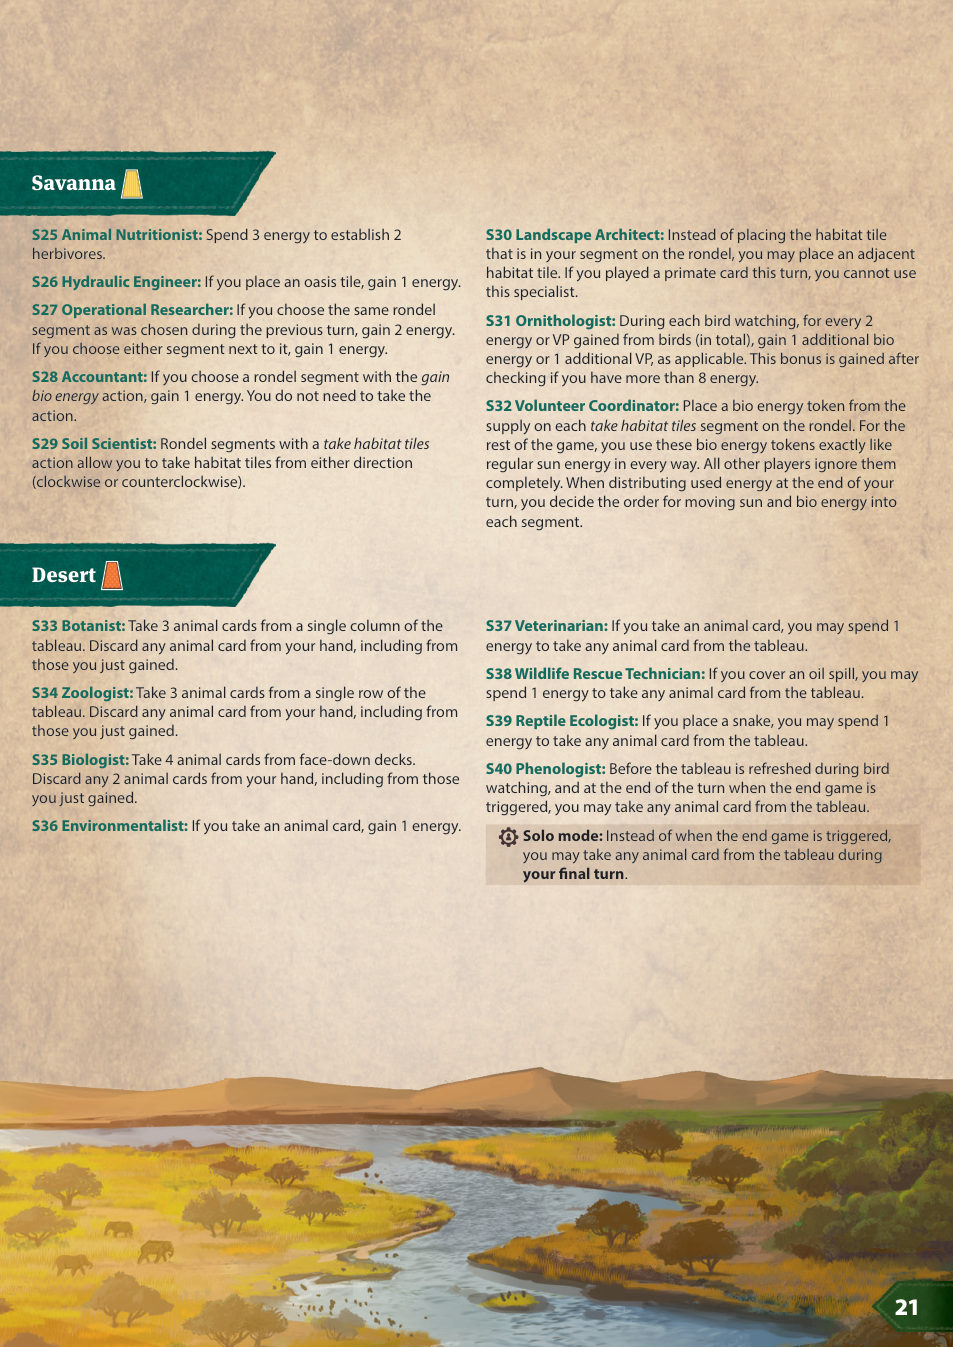 Savanna
S25 Animal Nutritionist: Spend 3 energy to establish 2
herbivores.
S26 Hydraulic Engineer: If you place an oasis tile, gain 1 energy.
S27 Operational Researcher: If you choose the same rondel
segment as was chosen during the previous turn, gain 2 energy.
If you choose either segment next to it, gain 1 energy.
S28 Accountant: If you choose a rondel segment with the gain
bio energy action, gain 1 energy. You do not need to take the
action.
S29 Soil Scientist: Rondel segments with a take habitat tiles
action allow you to take habitat tiles from either direction
(clockwise or counterclockwise).
S30 Landscape Architect: Instead of placing the habitat tile
that is in your segment on the rondel, you may place an adjacent
habitat tile. If you played a primate card this turn, you cannot use
this specialist.
S31 Ornithologist: During each bird watching, for every 2
energy or VP gained from birds (in total), gain 1 additional bio
energy or 1 additional VP, as applicable. This bonus is gained after
checking if you have more than 8 energy.
S32 Volunteer Coordinator: Place a bio energy token from the
supply on each take habitat tiles segment on the rondel. For the
rest of the game, you use these bio energy tokens exactly like
regular sun energy in every way. All other players ignore them
completely. When distributing used energy at the end of your
turn, you decide the order for moving sun and bio energy into
each segment.
Desert
S33 Botanist: Take 3 animal cards from a single column of the
tableau. Discard any animal card from your hand, including from
those you just gained.
S34 Zoologist: Take 3 animal cards from a single row of the
tableau. Discard any animal card from your hand, including from
those you just gained.
S35 Biologist: Take 4 animal cards from face-down decks.
Discard any 2 animal cards from your hand, including from those
you just gained.
S36 Environmentalist: If you take an animal card, gain 1 energy.
S37 Veterinarian: If you take an animal card, you may spend 1
energy to take any animal card from the tableau.
S38 Wildlife Rescue Technician: If you cover an oil spill, you may
spend 1 energy to take any animal card from the tableau.
S39 Reptile Ecologist: If you place a snake, you may spend 1
energy to take any animal card from the tableau.
S40 Phenologist: Before the tableau is refreshed during bird
watching, and at the end of the turn when the end game is
triggered, you may take any animal card from the tableau.
Solo mode: Instead of when the end game is triggered,
you may take any animal card from the tableau during
your final turn.
21